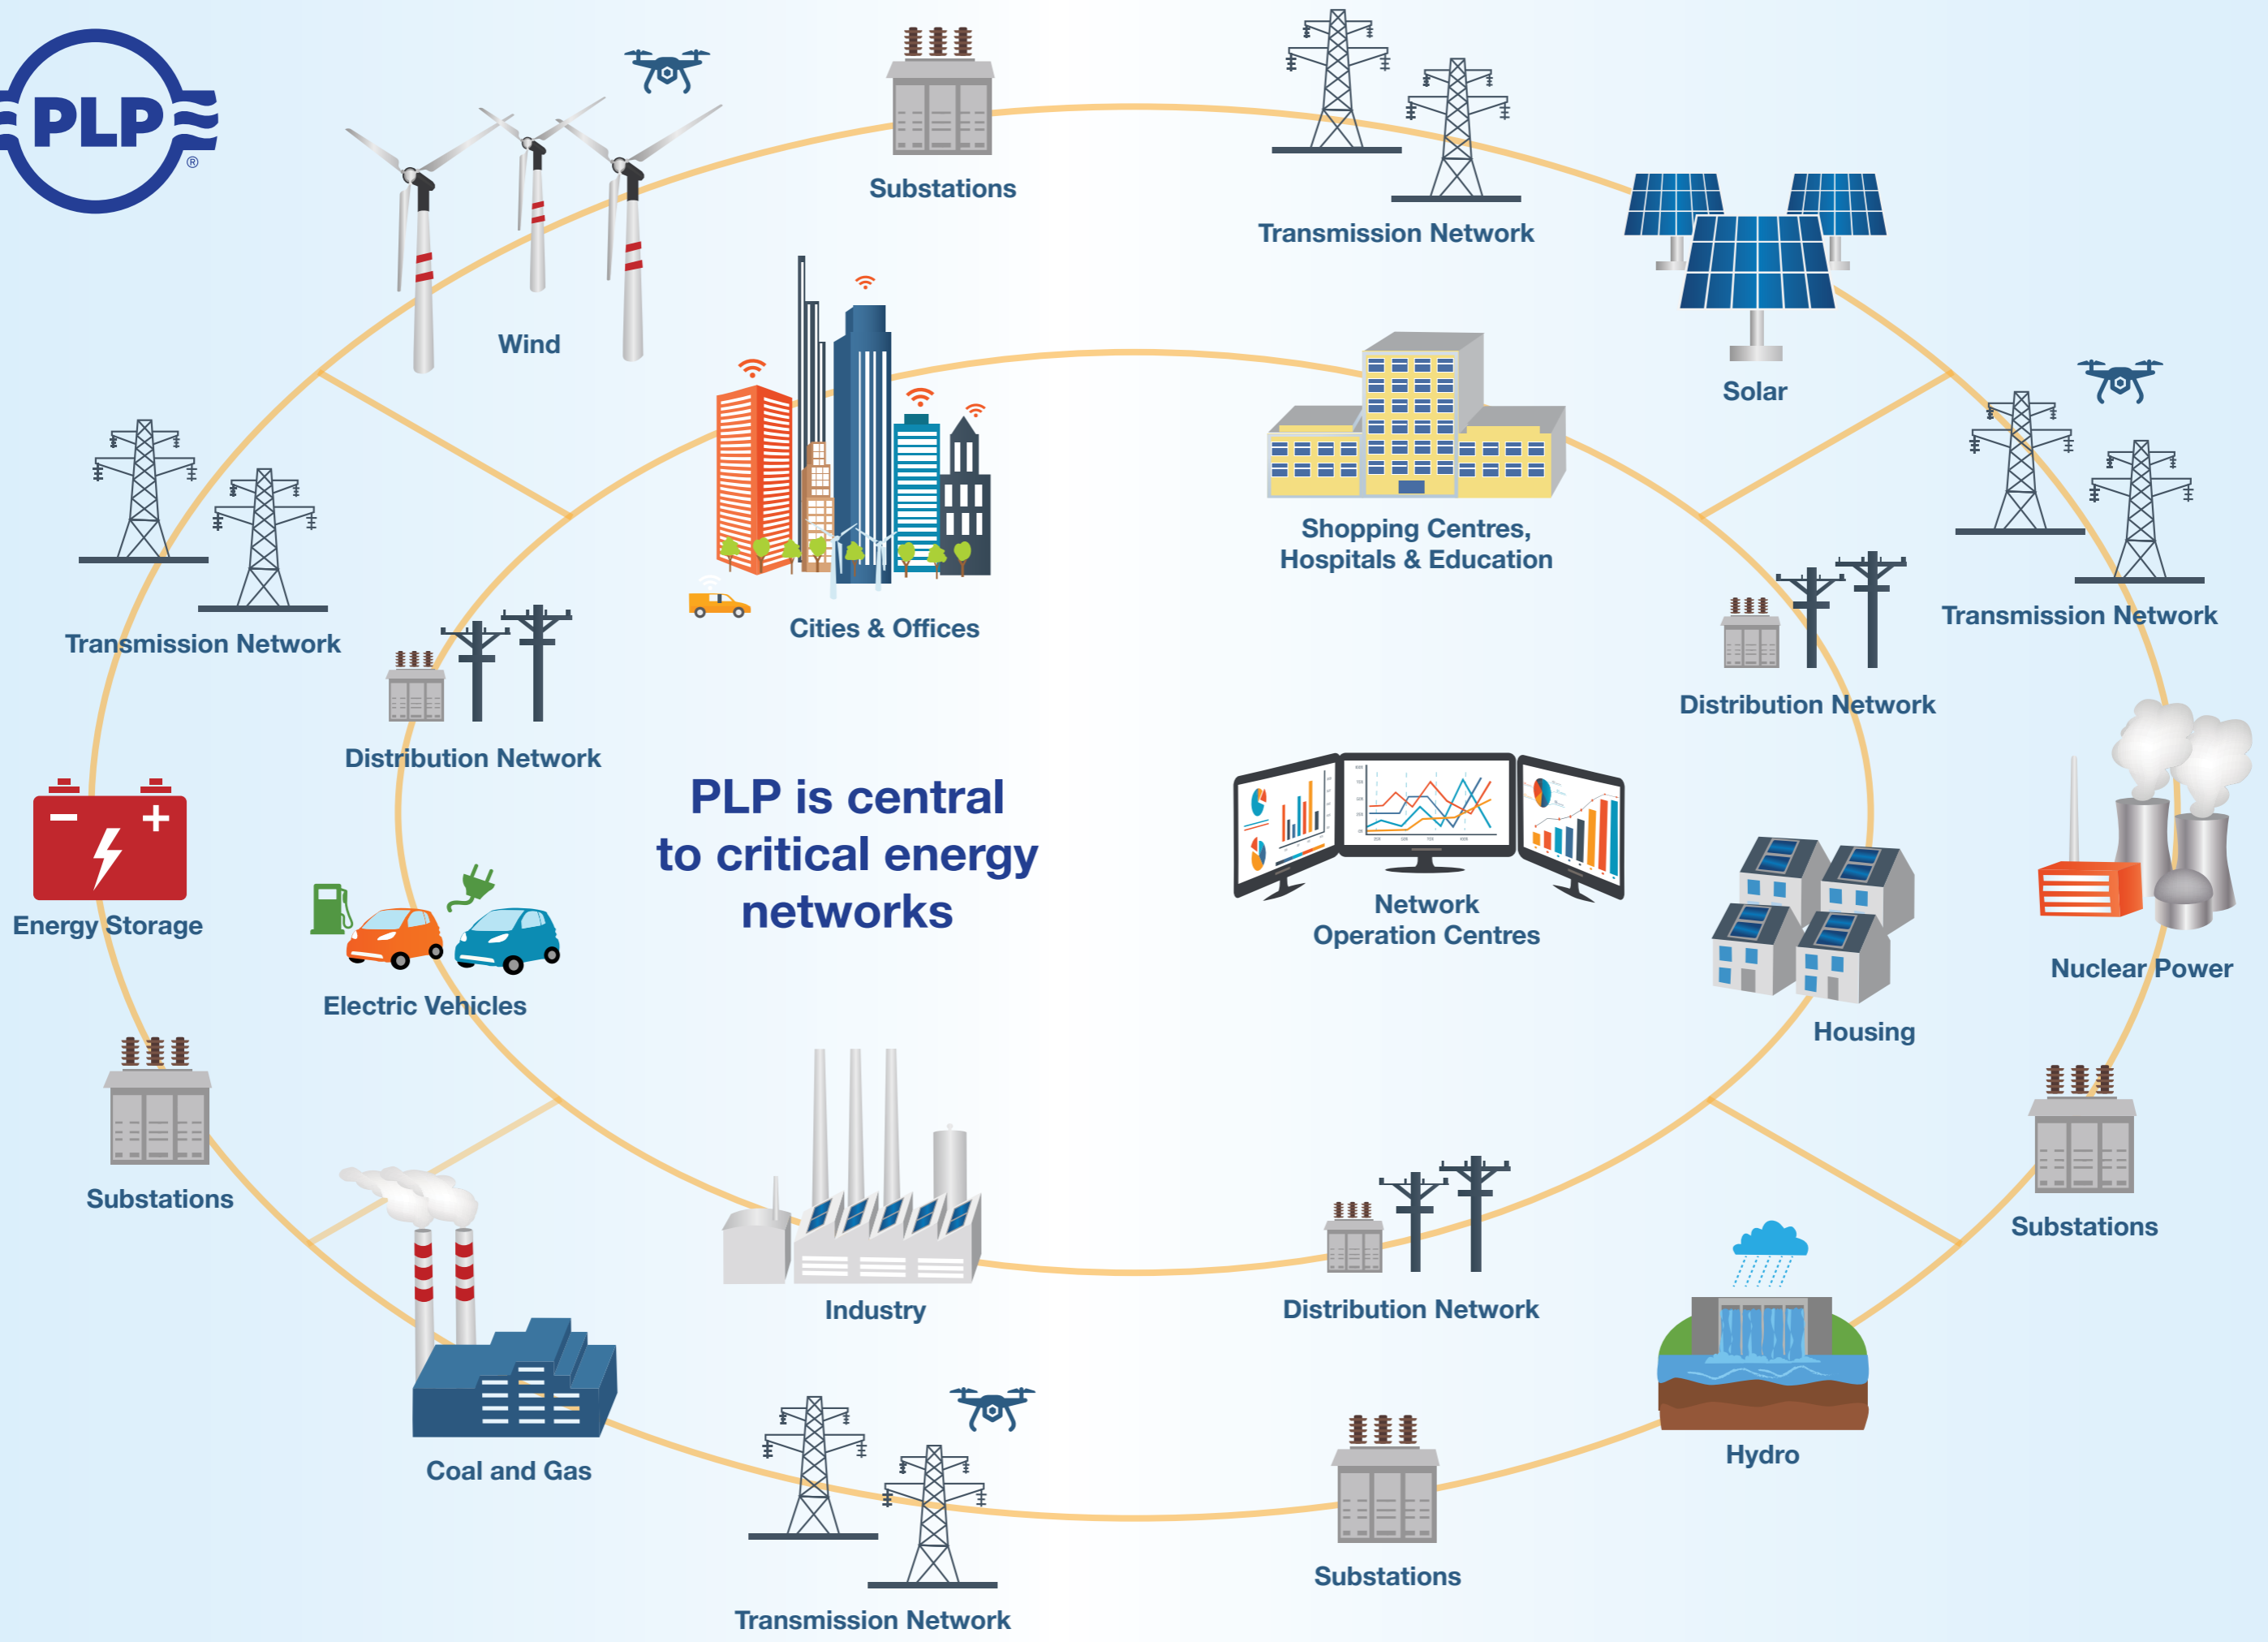 PLP
®
Substations
Transmission Network
Wind
Solar
Transmission Network
Cities & Offices
Shopping Centres,
Hospitals & Education
Transmission Network
Distribution Network
Distribution Network
PLP is central
to critical energy
networks
Network
Operation Centres
Energy Storage
Electric Vehicles
Housing
Nuclear Power
Substations
Industry
Distribution Network
Substations
Coal and Gas
Hydro
Transmission Network
Substations